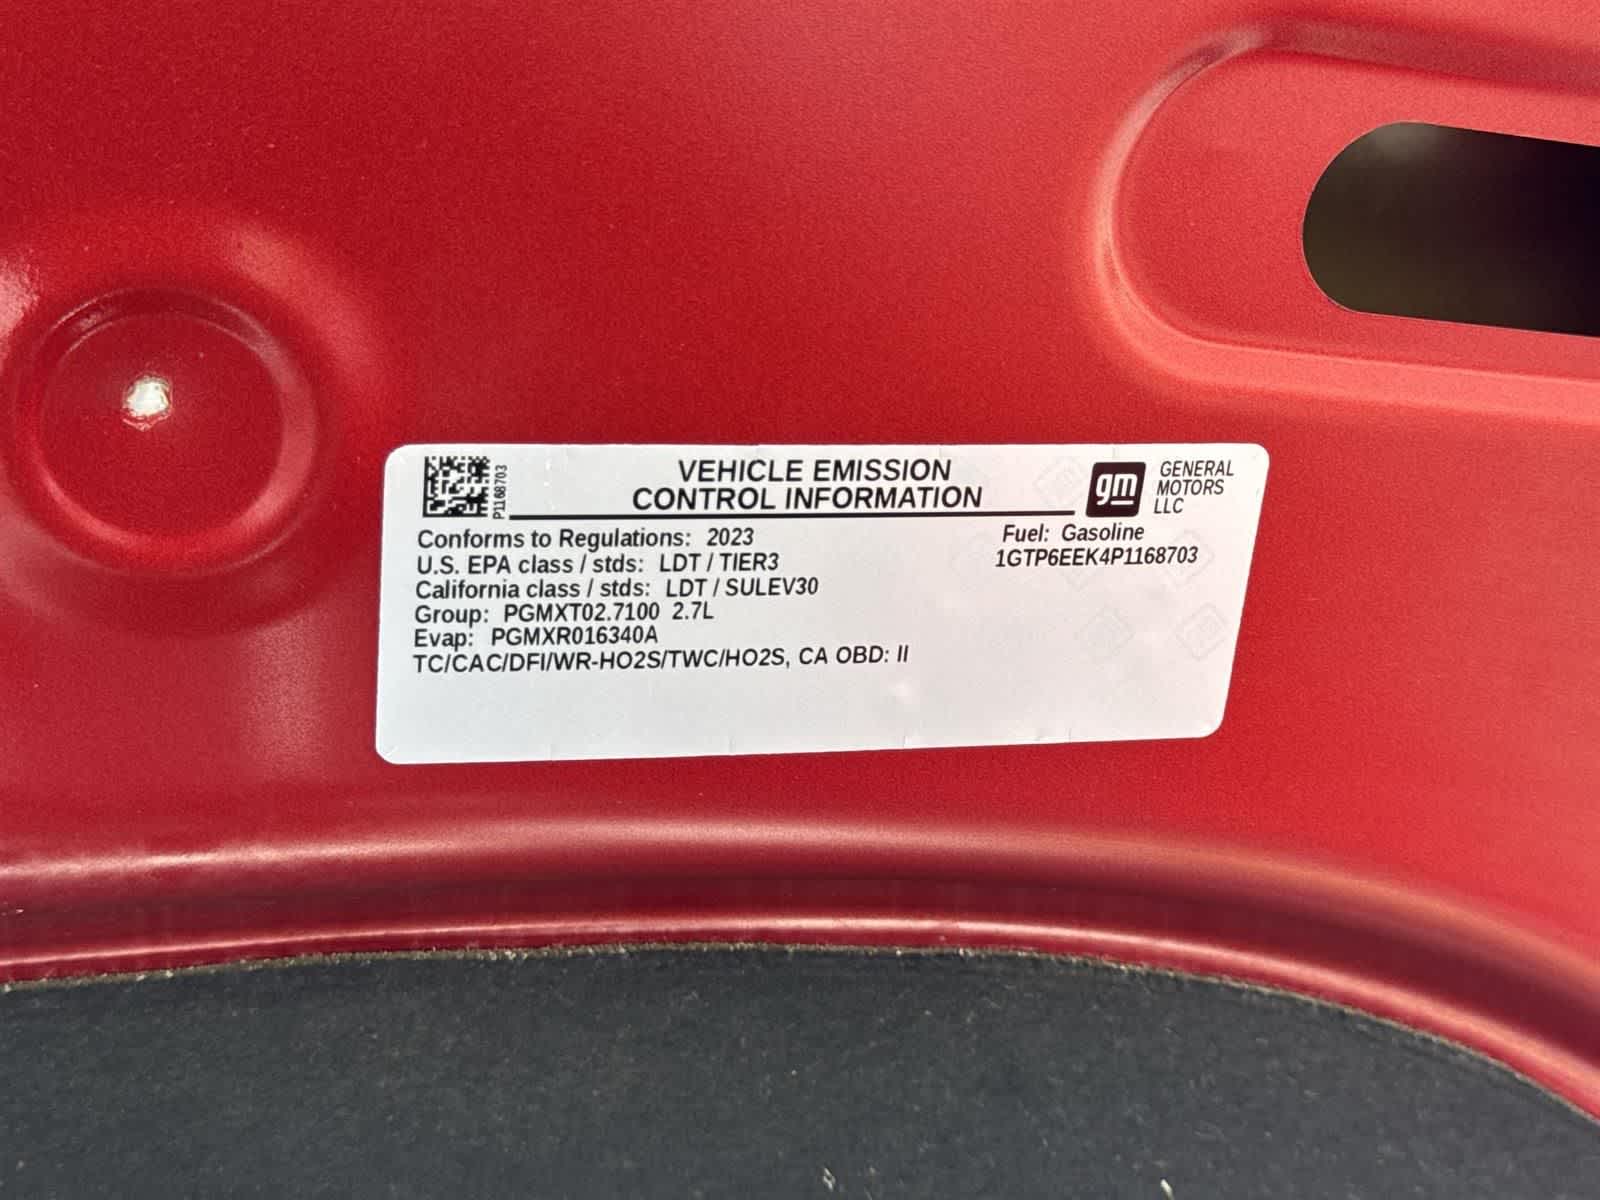 P1168703
VEHICLE EMISSION
CONTROL INFORMATION
gm
GENERAL
MOTORS
LLC
Conforms to Regulations: 2023
U.S. EPA class / stds: LDT / TIER3
California class / stds: LDT / SULEV30
Group: PGMXT02.7100 2.7L
Evap: PGMXR016340A
TC/CAC/DFI/WR-HO2S/TWC/HO2S, CA OBD: II
Fuel: Gasoline
1GTP6EEK4P1168703